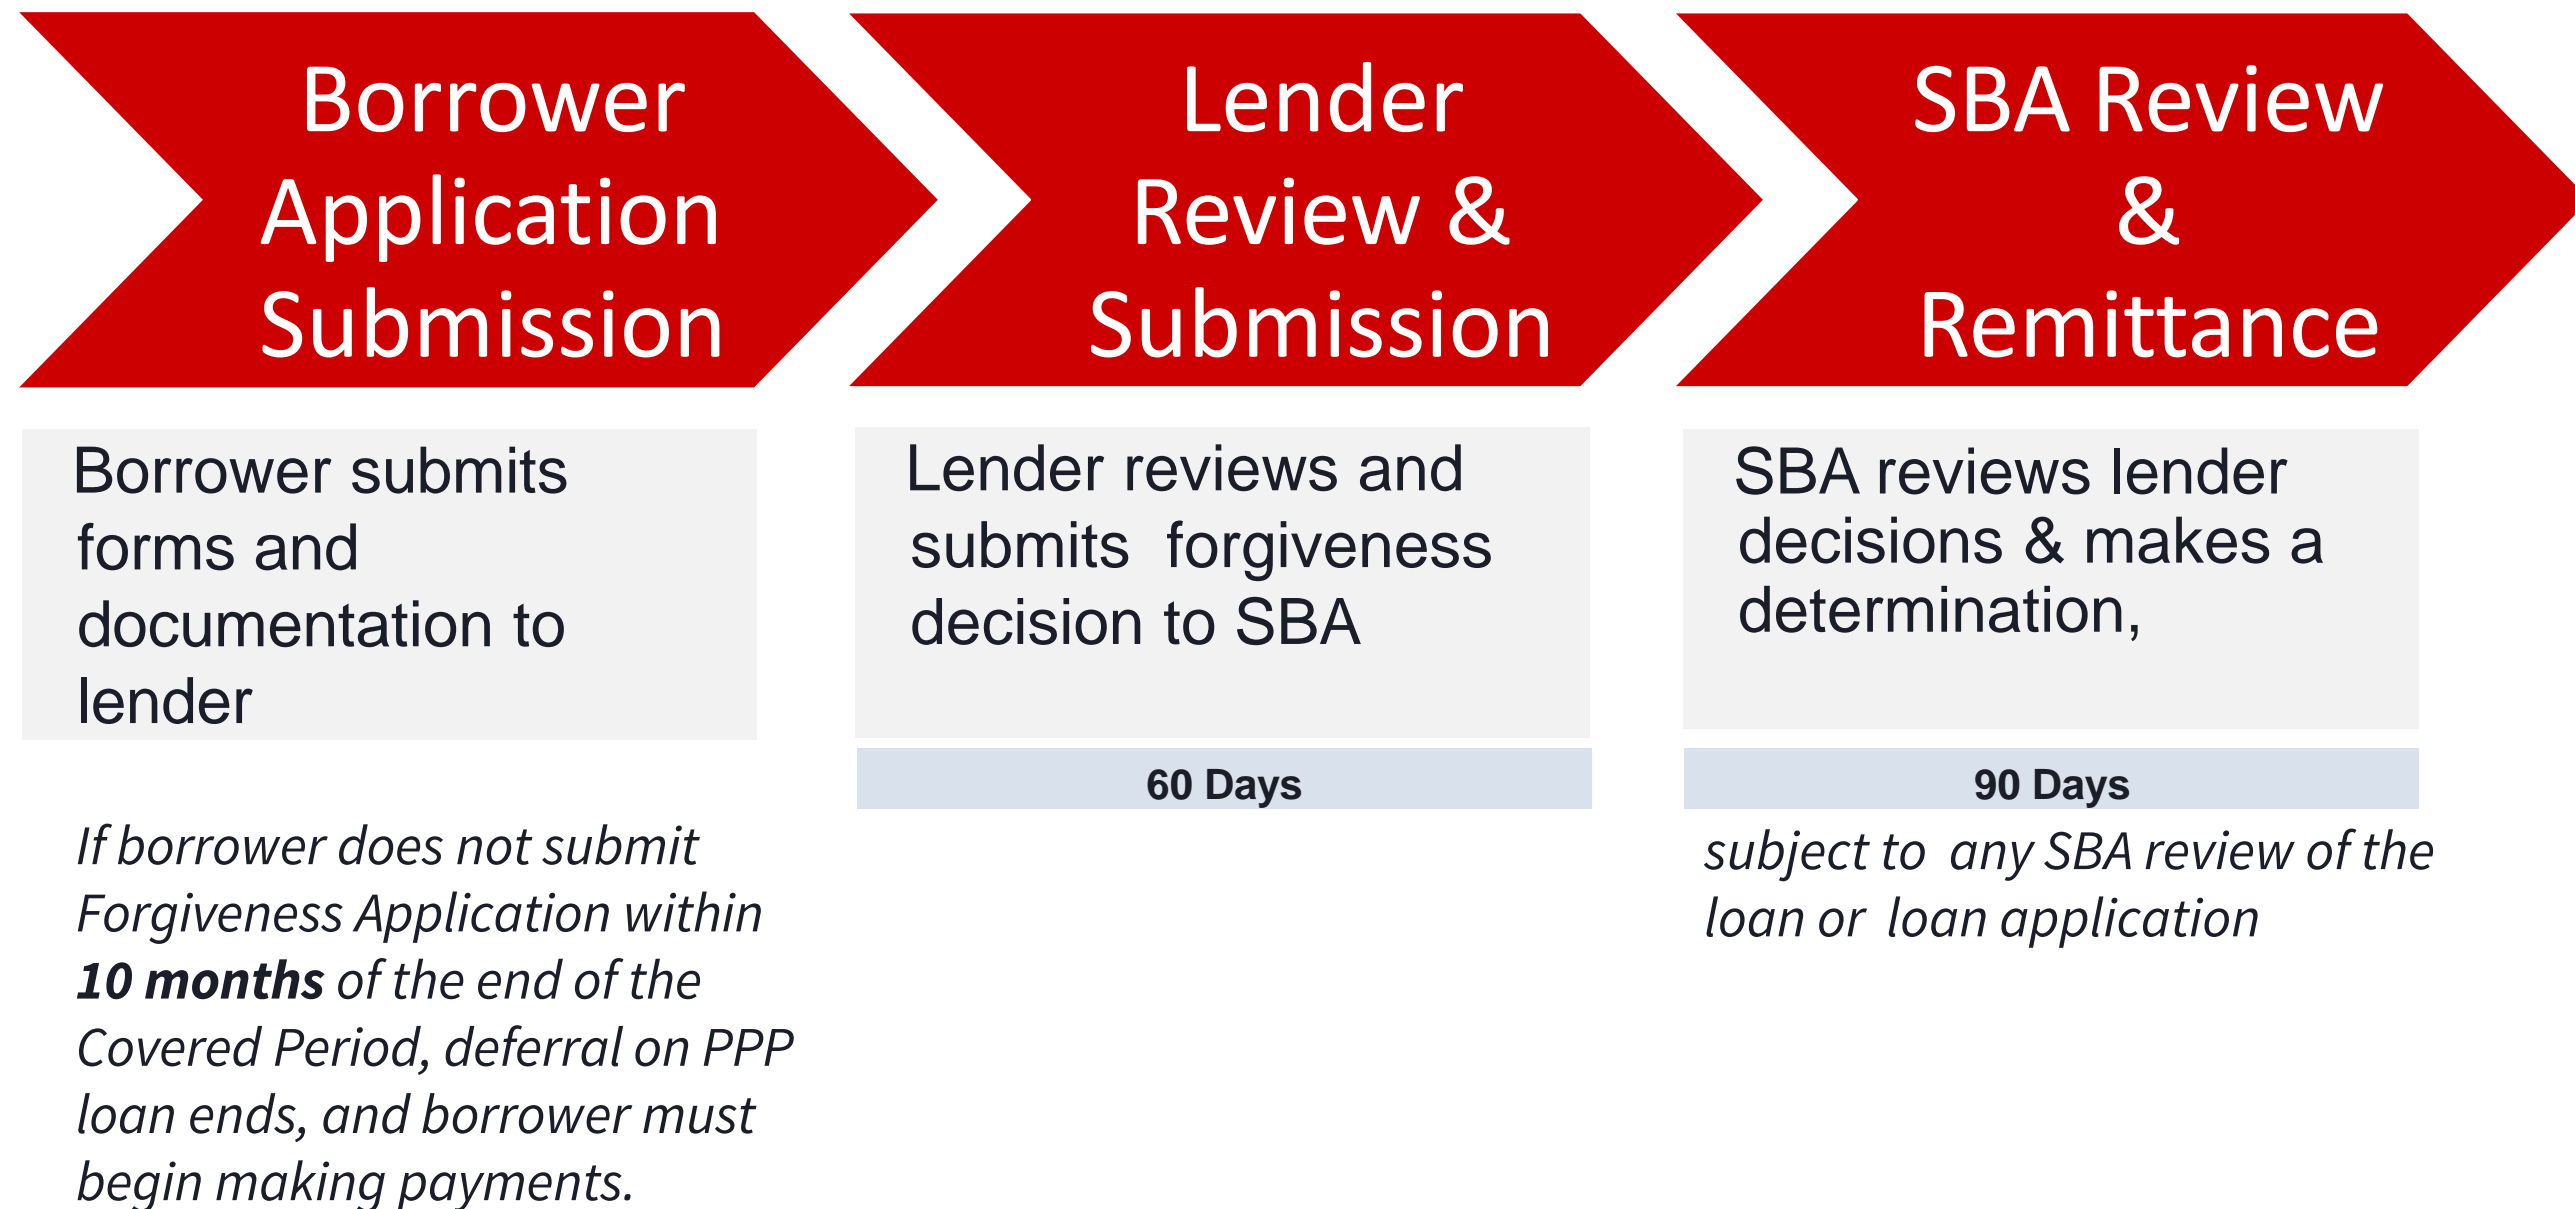 Borrower
Application
Submission
Borrower submits
forms and
documentation to
lender
If borrower does not submit
Forgiveness Application within
10 months of the end of the
Covered Period, deferral on PPP
loan ends, and borrower must
begin making payments.
Lender
Review &
Submission
Lender reviews and
submits  forgiveness
decision to SBA
60 Days
SBA Review
&
Remittance
SBA reviews lender
decisions & makes a
determination,
90 Days
subject to  any SBA review of the
loan or  loan application